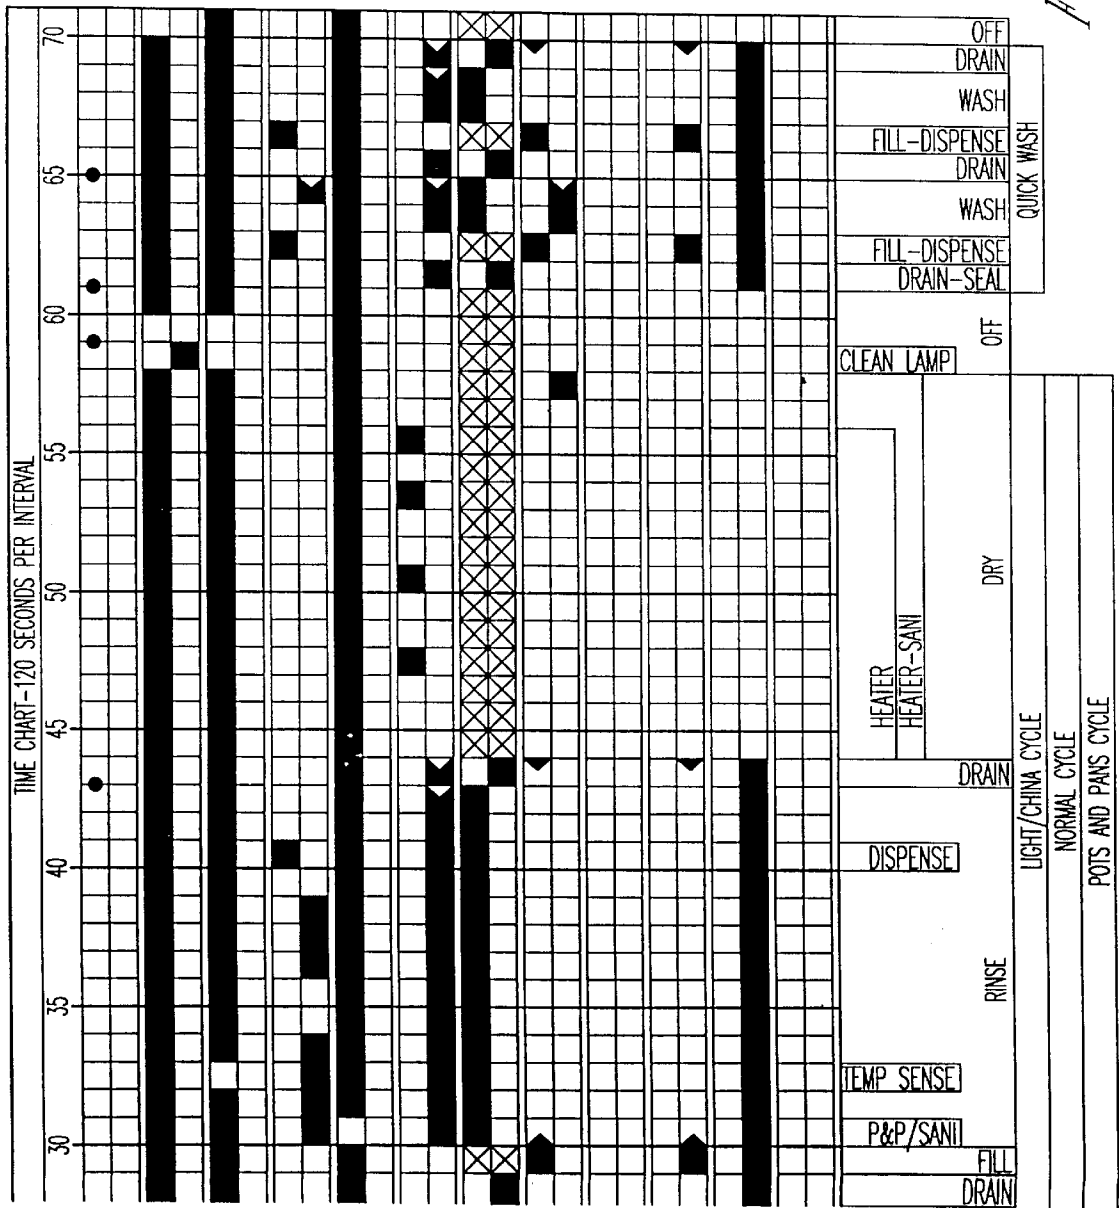 TIME CHART-120 SECONDS PER INTERVAL
70
65
60
55
50
45
40
35
30
OFF
DRAIN
WASH
FILL-DISPENSE
DRAIN
WASH
FILL-DISPENSE
DRAIN-SEAL
QUICK WASH
OFF
CLEAN LAMP
DRY
HEATER
HEATER-SANI
DRAIN
DISPENSE
RINSE
TEMP SENSE
P&P/SANI
FILL
DRAIN
LIGHT/CHINA CYCLE
NORMAL CYCLE
POTS AND PANS CYCLE